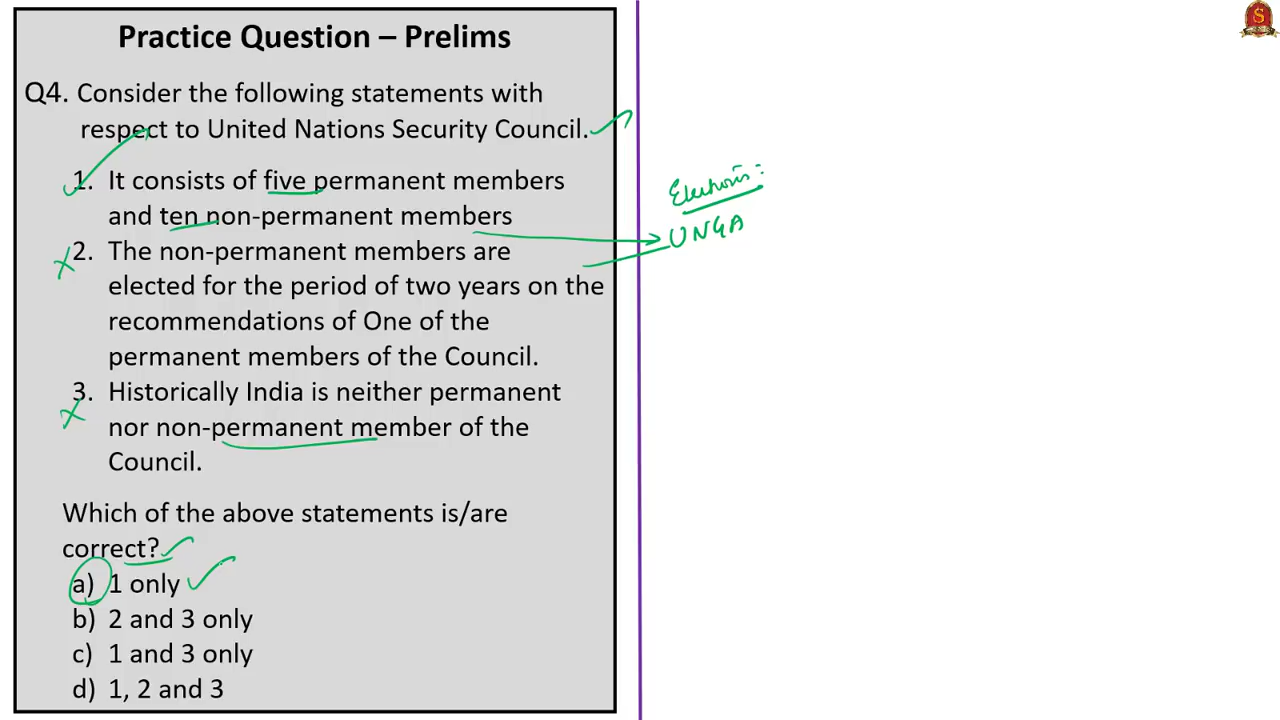 Practice Question – Prelims
Q4. Consider the following statements with
respect to United Nations Security Council.
1. It consists of five permanent members
and ten non-permanent members
2. The non-permanent members are
elected for the period of two years on the
recommendations of One of the
permanent members of the Council.
3. Historically India is neither permanent
nor non-permanent member of the
Council.
Which of the above statements is/are
correct?
a) 1 only
b) 2 and 3 only
c) 1 and 3 only
d) 1, 2 and 3
Elections:
UNGA
S